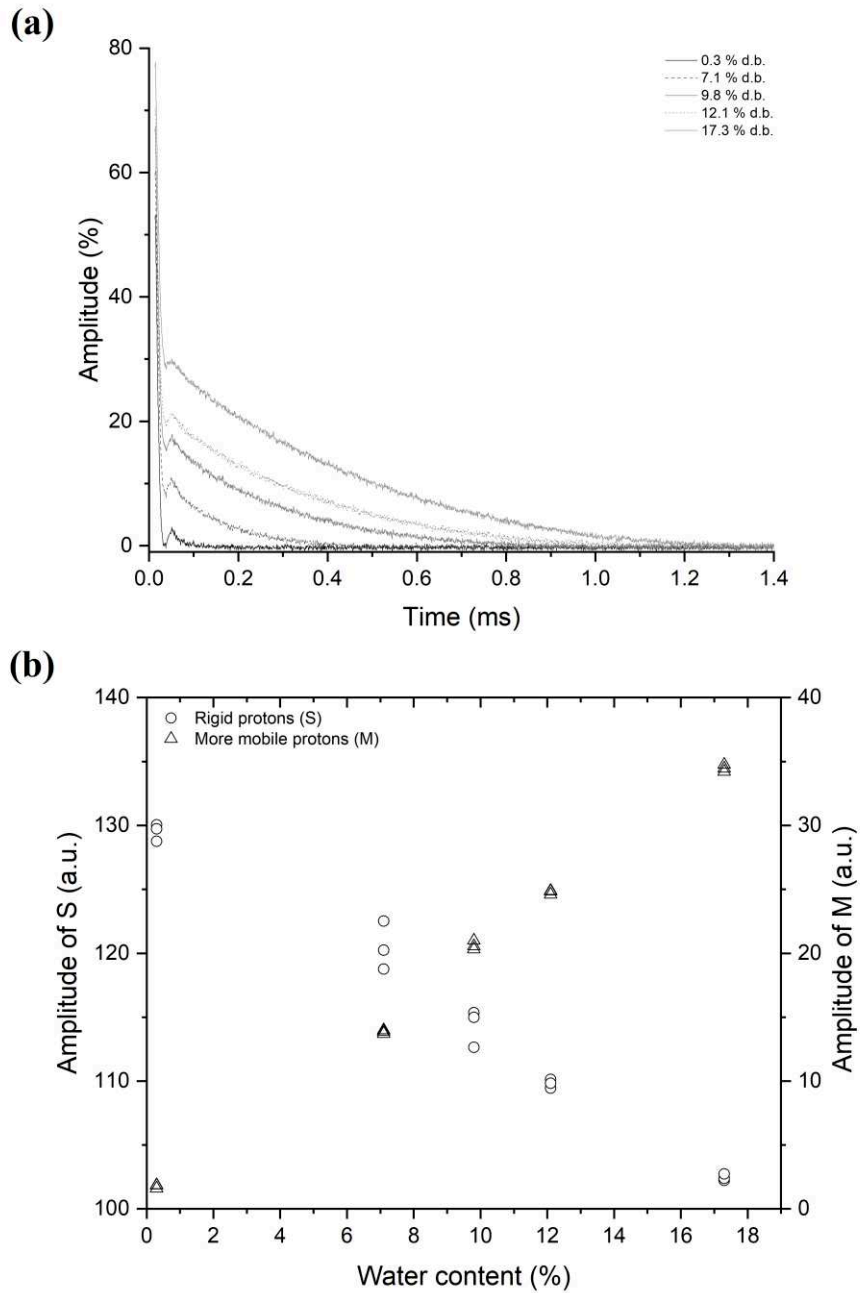 (a)
80
60
40
20
0
Amplitude (%)
0.3 % d.b.
7.1 % d.b.
9.8 % d.b.
12.1 % d.b.
17.3 % d.b.
0.0 0.2 0.4 0.6 0.8 1.0 1.2 1.4
Time (ms)
(b)
140
130
120
110
100
Amplitude of S (a.u.)
Rigid protons (S)
More mobile protons (M)
40
30
20
10
0
Amplitude of M (a.u.)
0 2 4 6 8 10 12 14 16 18
Water content (%)